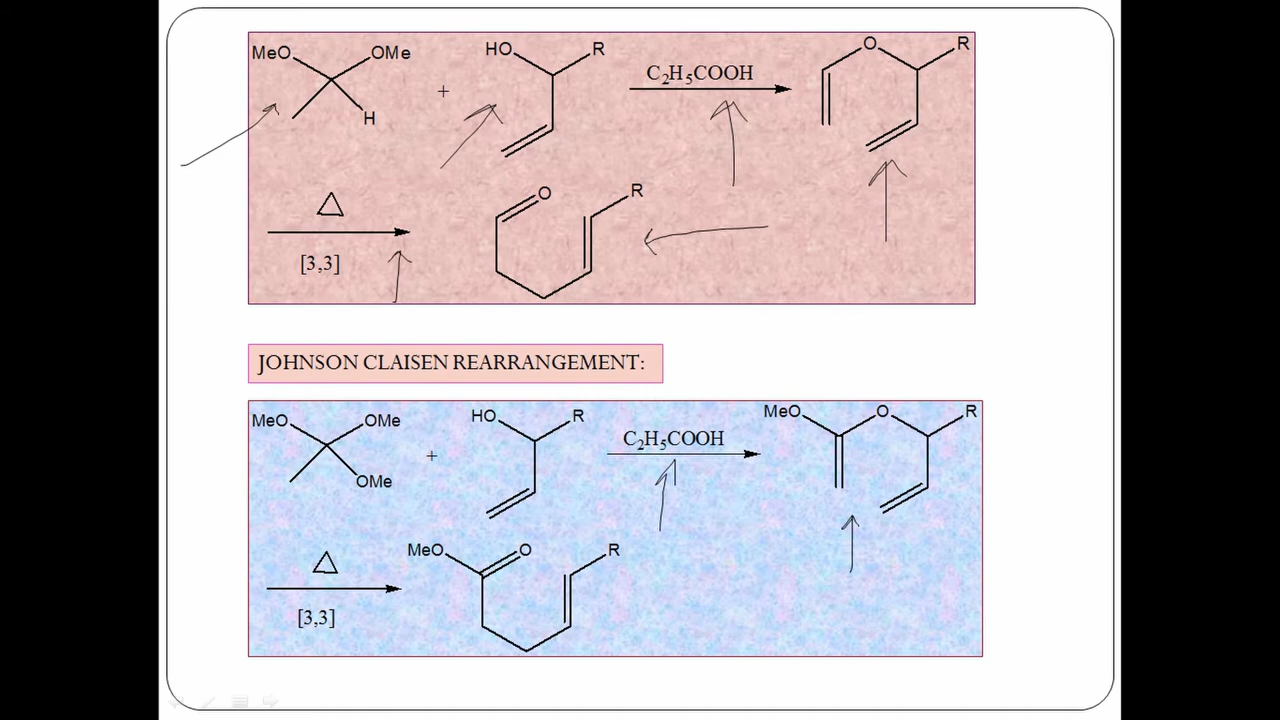 MeO OMe H + HO R C₂H₅COOH O R
△
[3,3]
O R
JOHNSON CLAISEN REARRANGEMENT:
MeO OMe OMe + HO R C₂H₅COOH MeO O R
△
[3,3]
MeO O R